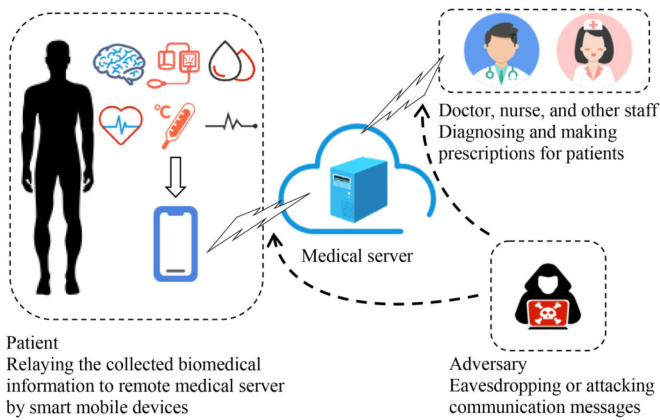 °C
Doctor, nurse, and other staff
Diagnosing and making
prescriptions for patients
Medical server
Patient
Relaying the collected biomedical
information to remote medical server
by smart mobile devices
Adversary
Eavesdropping or attacking
communication messages